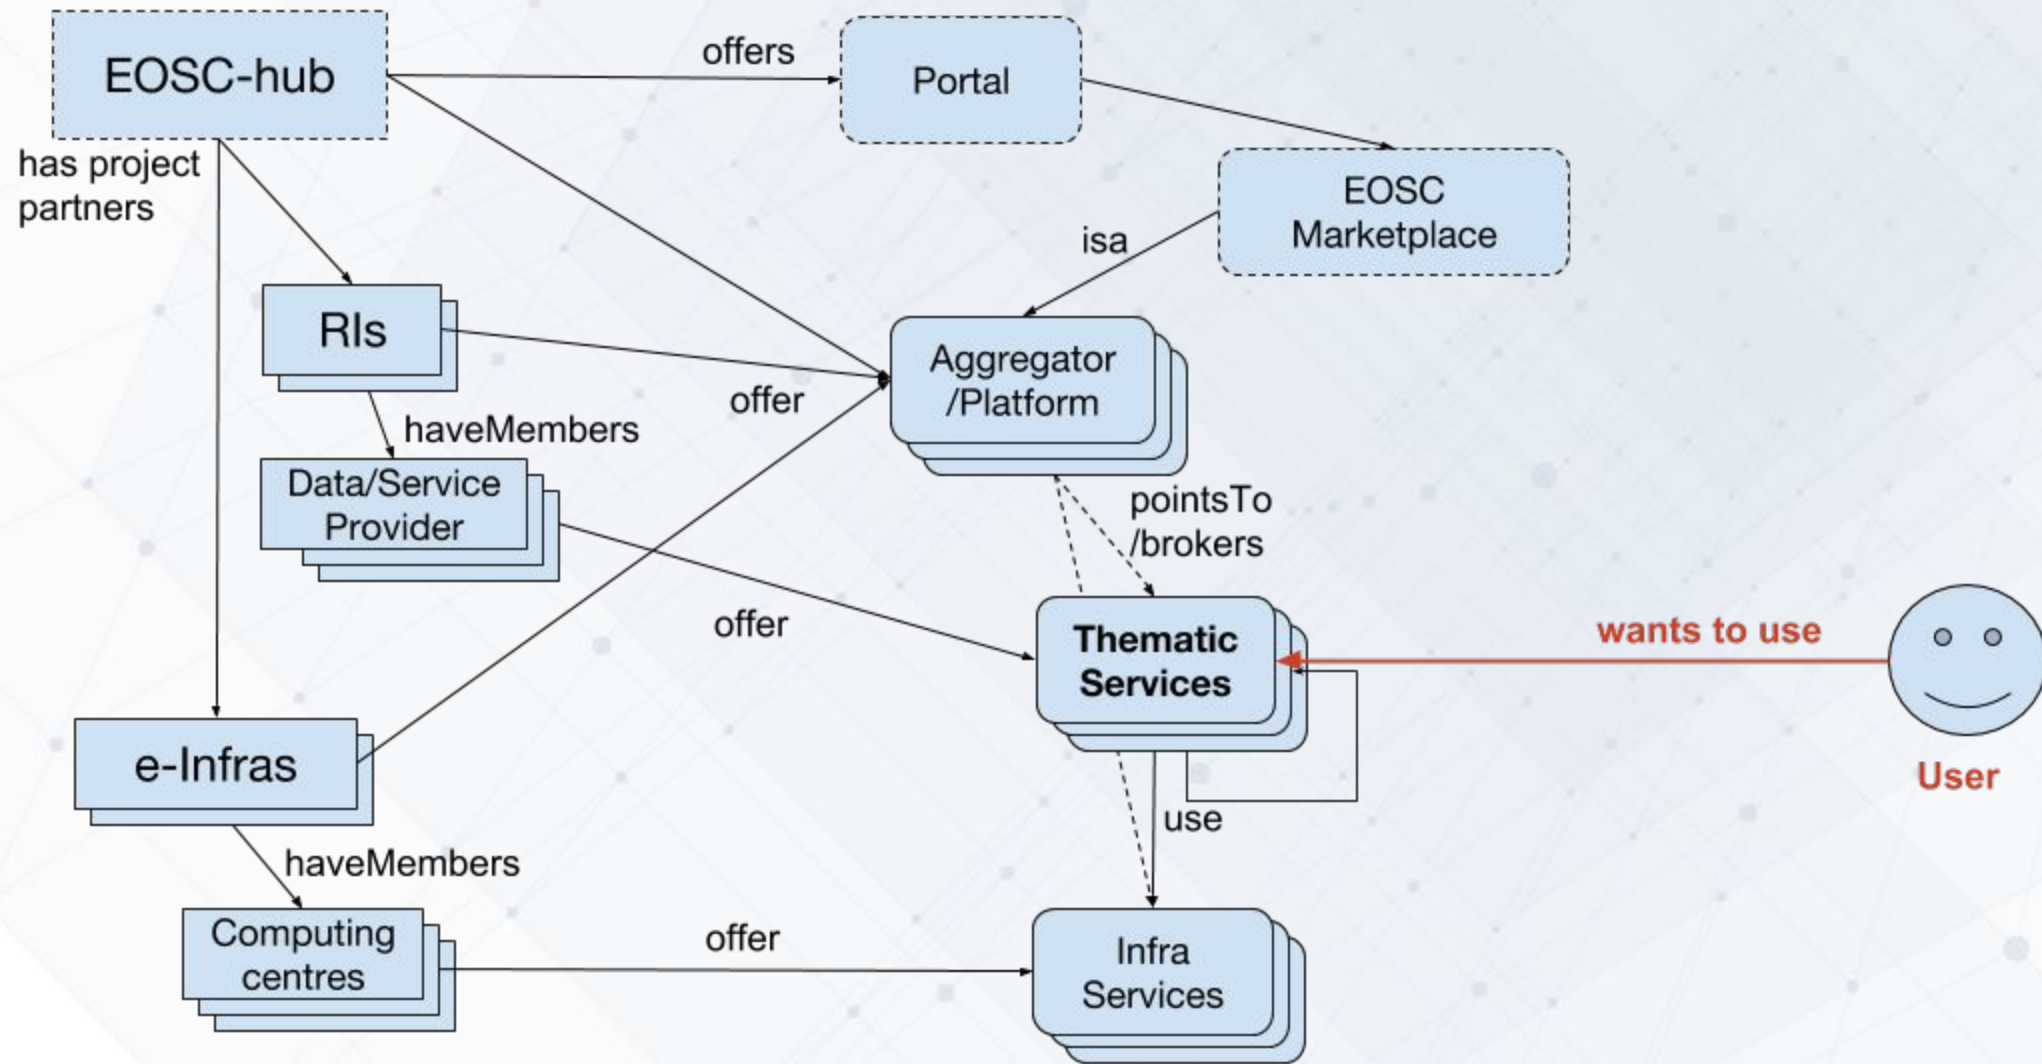 EOSC-hub
offers
Portal
has project
partners
EOSC
Marketplace
isa
RIs
Aggregator
/Platform
offer
haveMembers
Data/Service
Provider
pointsTo
/brokers
offer
Thematic
Services
wants to use
User
e-Infras
use
haveMembers
Computing
centres
offer
Infra
Services